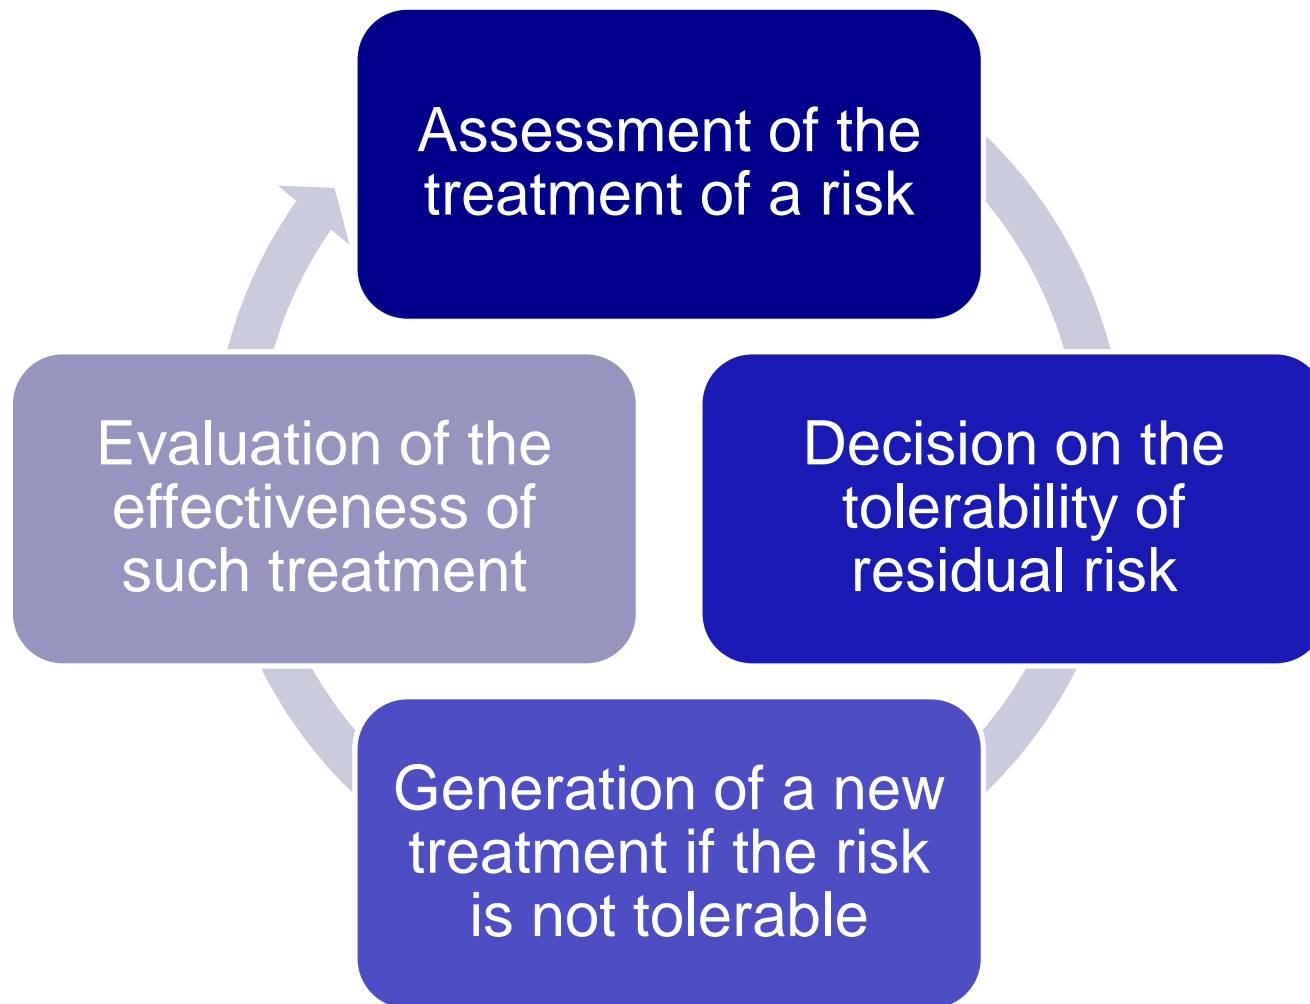 Assessment of the
treatment of a risk
Decision on the
tolerability of
residual risk
Generation of a new
treatment if the risk
is not tolerable
Evaluation of the
effectiveness of
such treatment